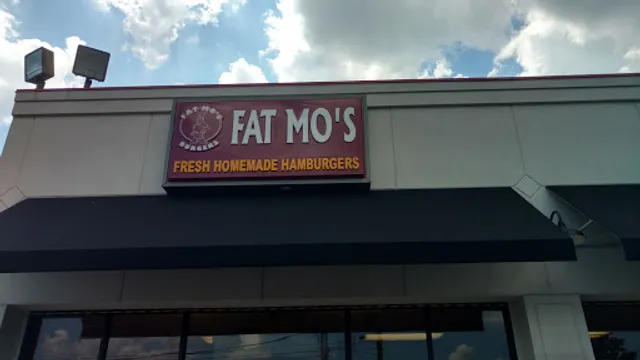 FAT-MO'S
BURGERS
FAT MO'S
FRESH HOMEMADE HAMBURGERS